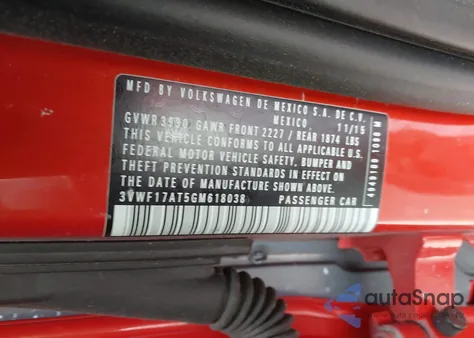 MFD BY VOLKSWAGEN DE MEXICO S.A. DE C.V.
MEXICO 11/15
GVWR 3990 GAWR FRONT 2227 / REAR 1874 LBS
THIS VEHICLE CONFORMS TO ALL APPLICABLE U.S.
FEDERAL MOTOR VEHICLE SAFETY, BUMPER AND
THEFT PREVENTION STANDARDS IN EFFECT ON
THE DATE OF MANUFACTURE SHOWN ABOVE
3VWF17AT5GM618038 PASSENGER CAR
autoSnap